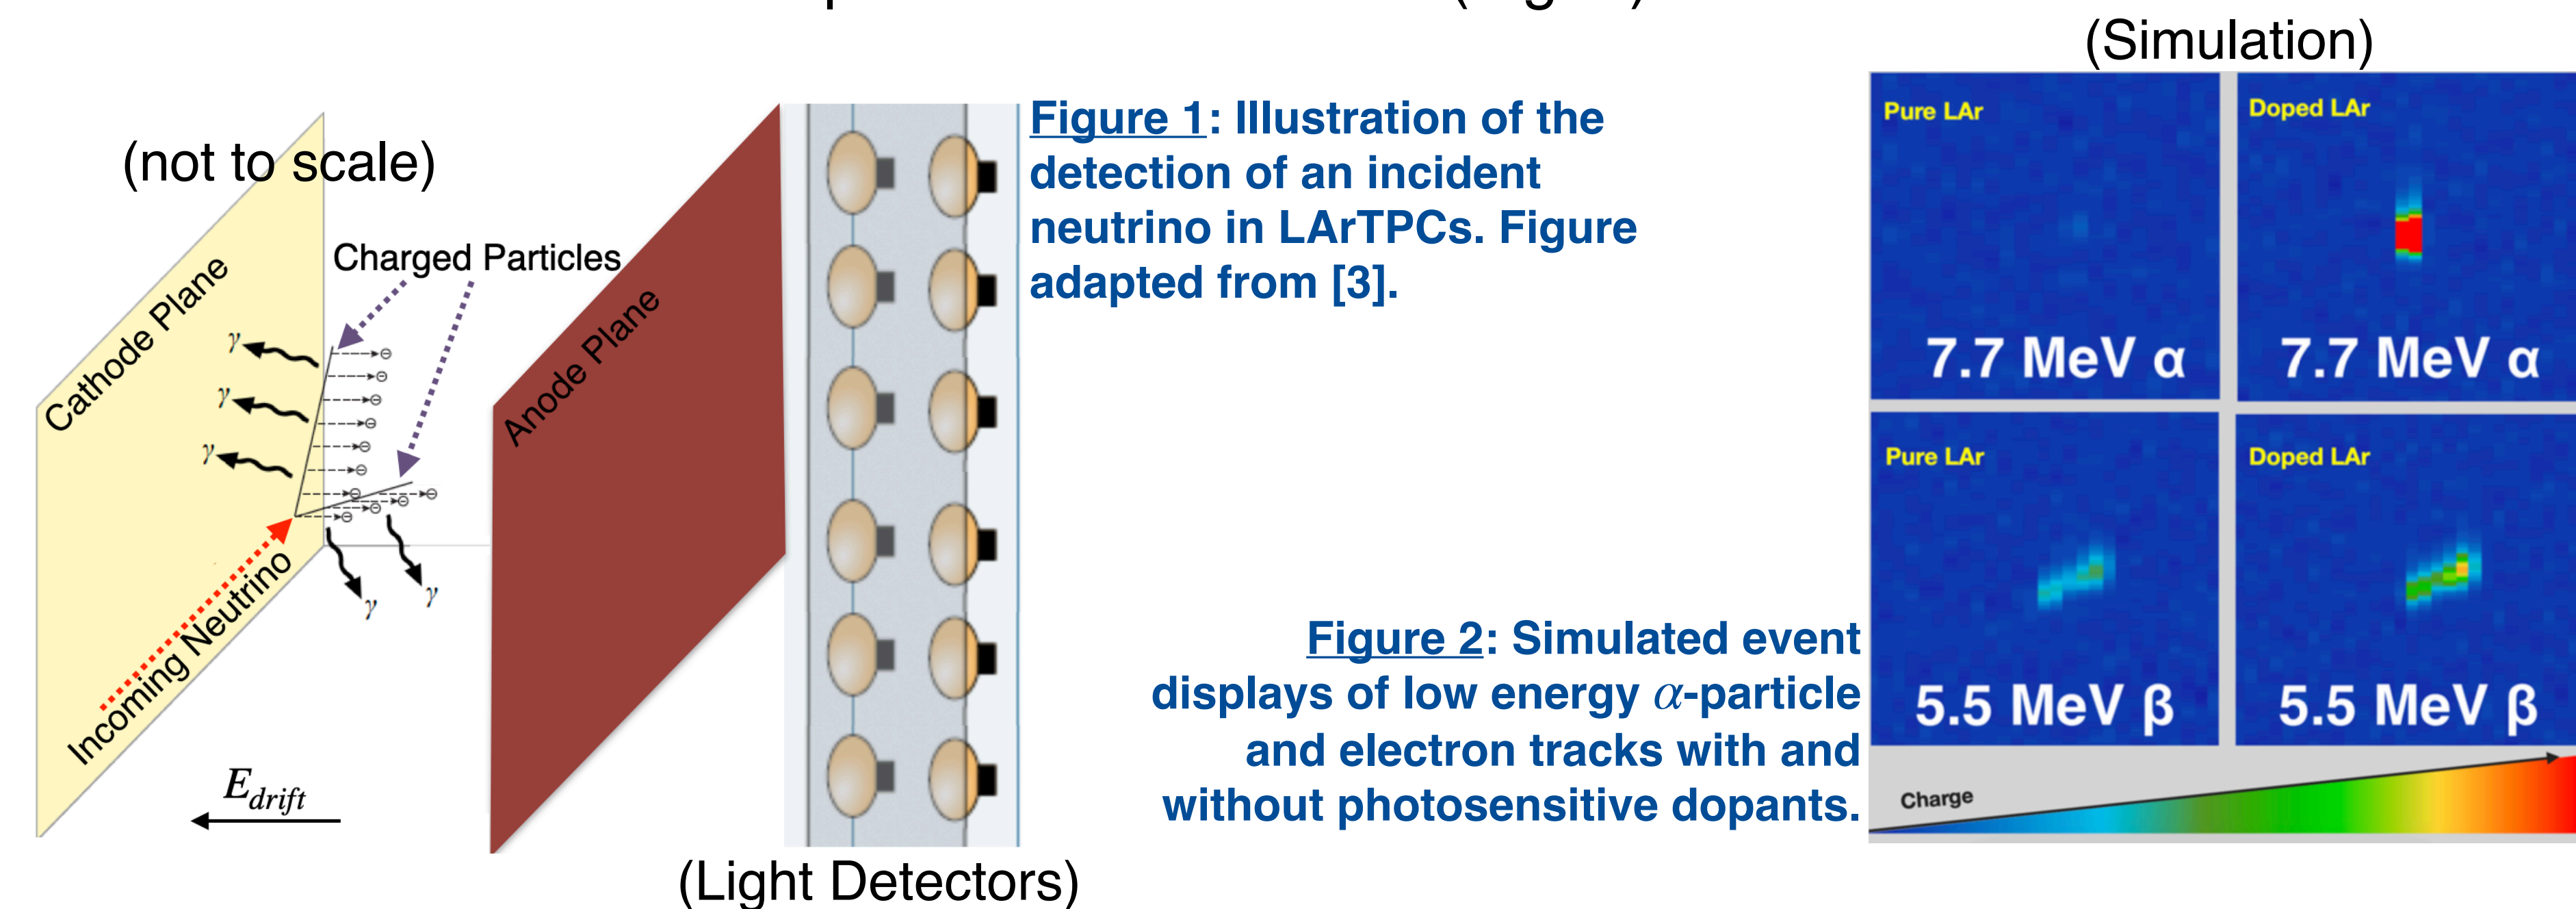 (Simulation)
(not to scale)
Cathode Plane
Charged Particles
γ
γ
γ
γ
γ
Incoming Neutrino
E_drift
Anode Plane
(Light Detectors)
Figure 1: Illustration of the
detection of an incident
neutrino in LArTPCs. Figure
adapted from [3].
Figure 2: Simulated event
displays of low energy α-particle
and electron tracks with and
without photosensitive dopants.
Pure LAr
7.7 MeV α
Doped LAr
7.7 MeV α
Pure LAr
5.5 MeV β
Doped LAr
5.5 MeV β
Charge